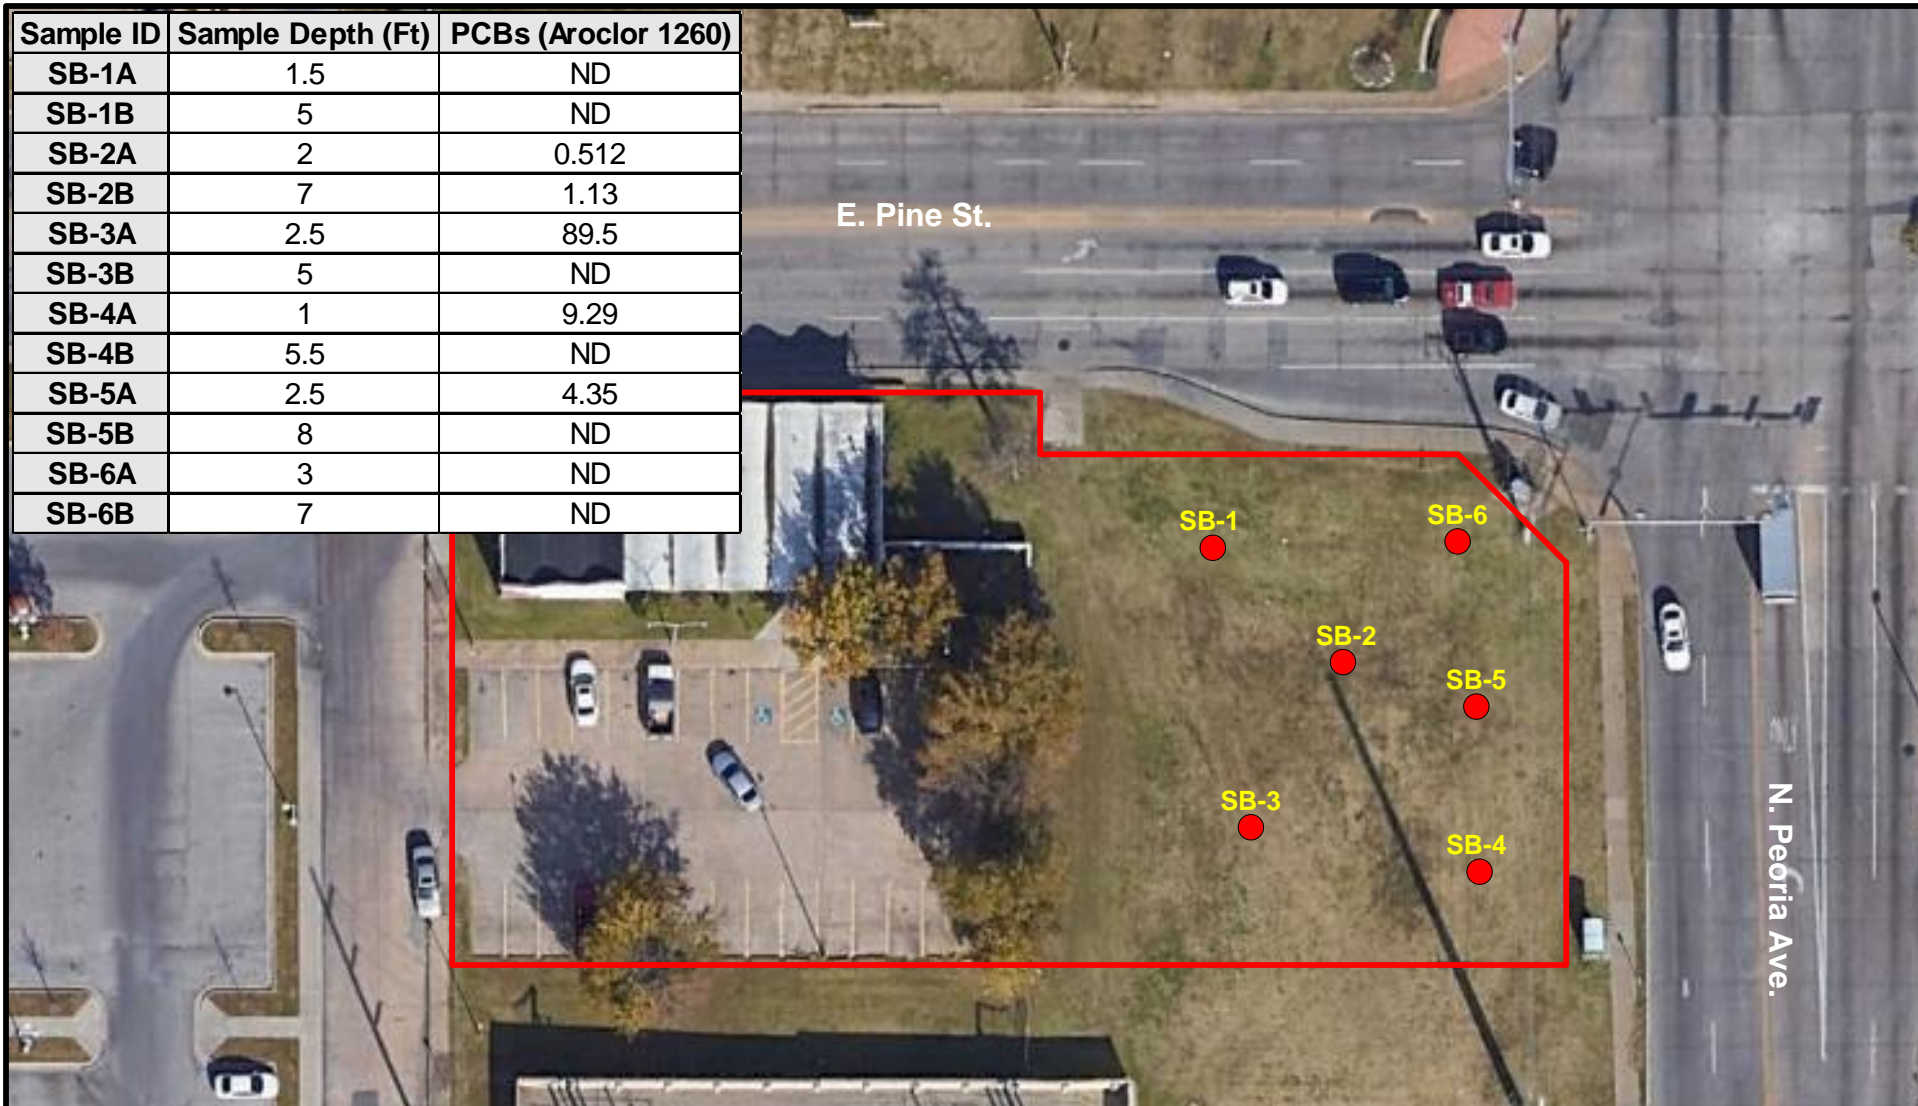 Sample ID Sample Depth (Ft) PCBs (Aroclor 1260)
SB-1A 1.5 ND
SB-1B 5 ND
SB-2A 2 0.512
SB-2B 7 1.13
SB-3A 2.5 89.5
SB-3B 5 ND
SB-4A 1 9.29
SB-4B 5.5 ND
SB-5A 2.5 4.35
SB-5B 8 ND
SB-6A 3 ND
SB-6B 7 ND
E. Pine St.
SB-1
SB-6
SB-2
SB-5
SB-3
SB-4
N. Peoria Ave.